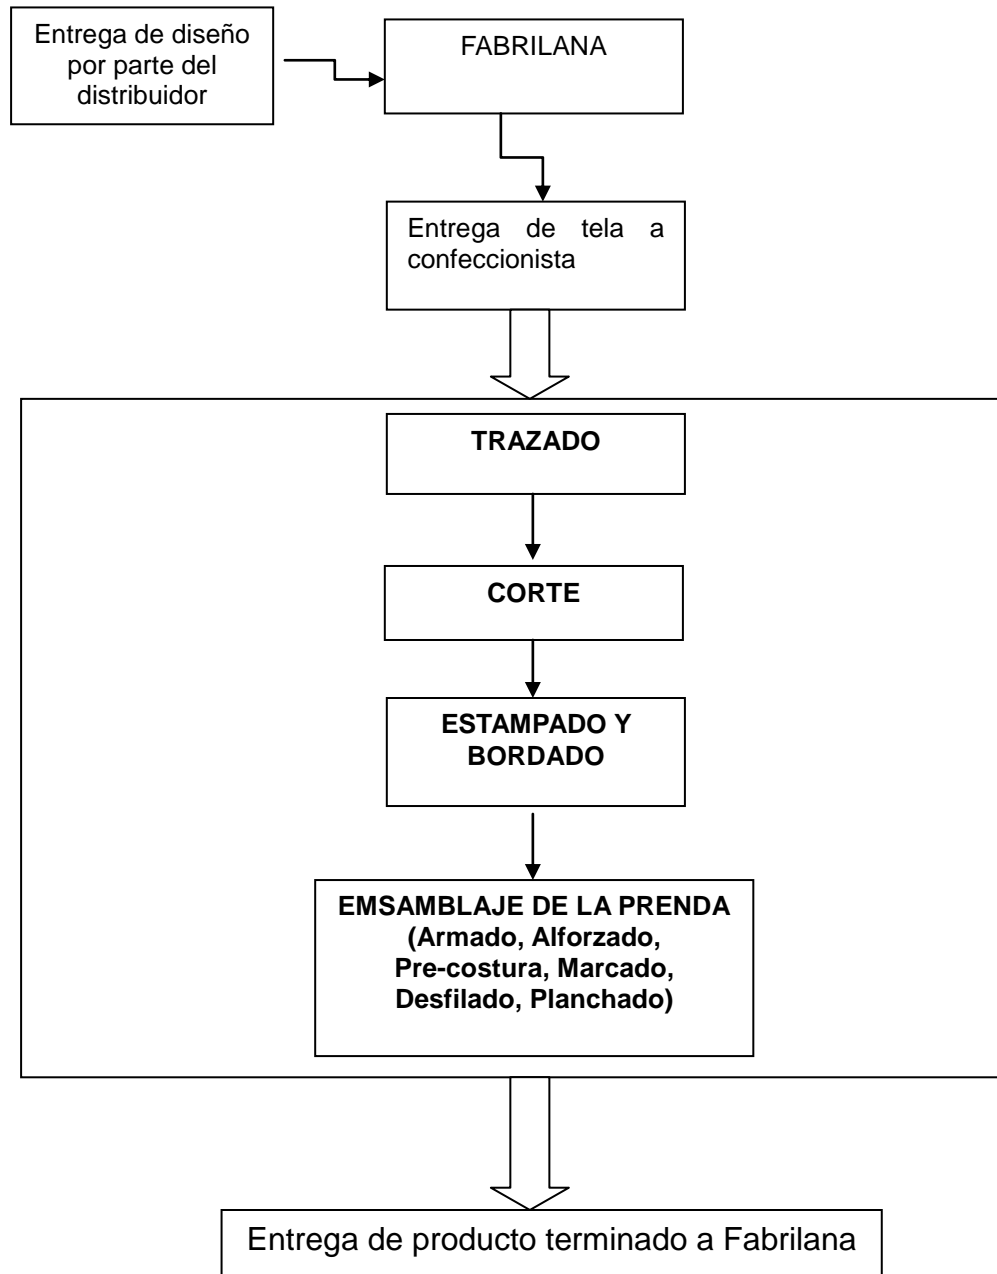 Entrega de diseño
por parte del
distribuidor
FABRILANA
Entrega de tela a
confeccionista
TRAZADO
CORTE
ESTAMPADO Y
BORDADO
EMSAMBLAJE DE LA PRENDA
(Armado, Alforzado,
Pre-costura, Marcado,
Desfilado, Planchado)
Entrega de producto terminado a Fabrilana